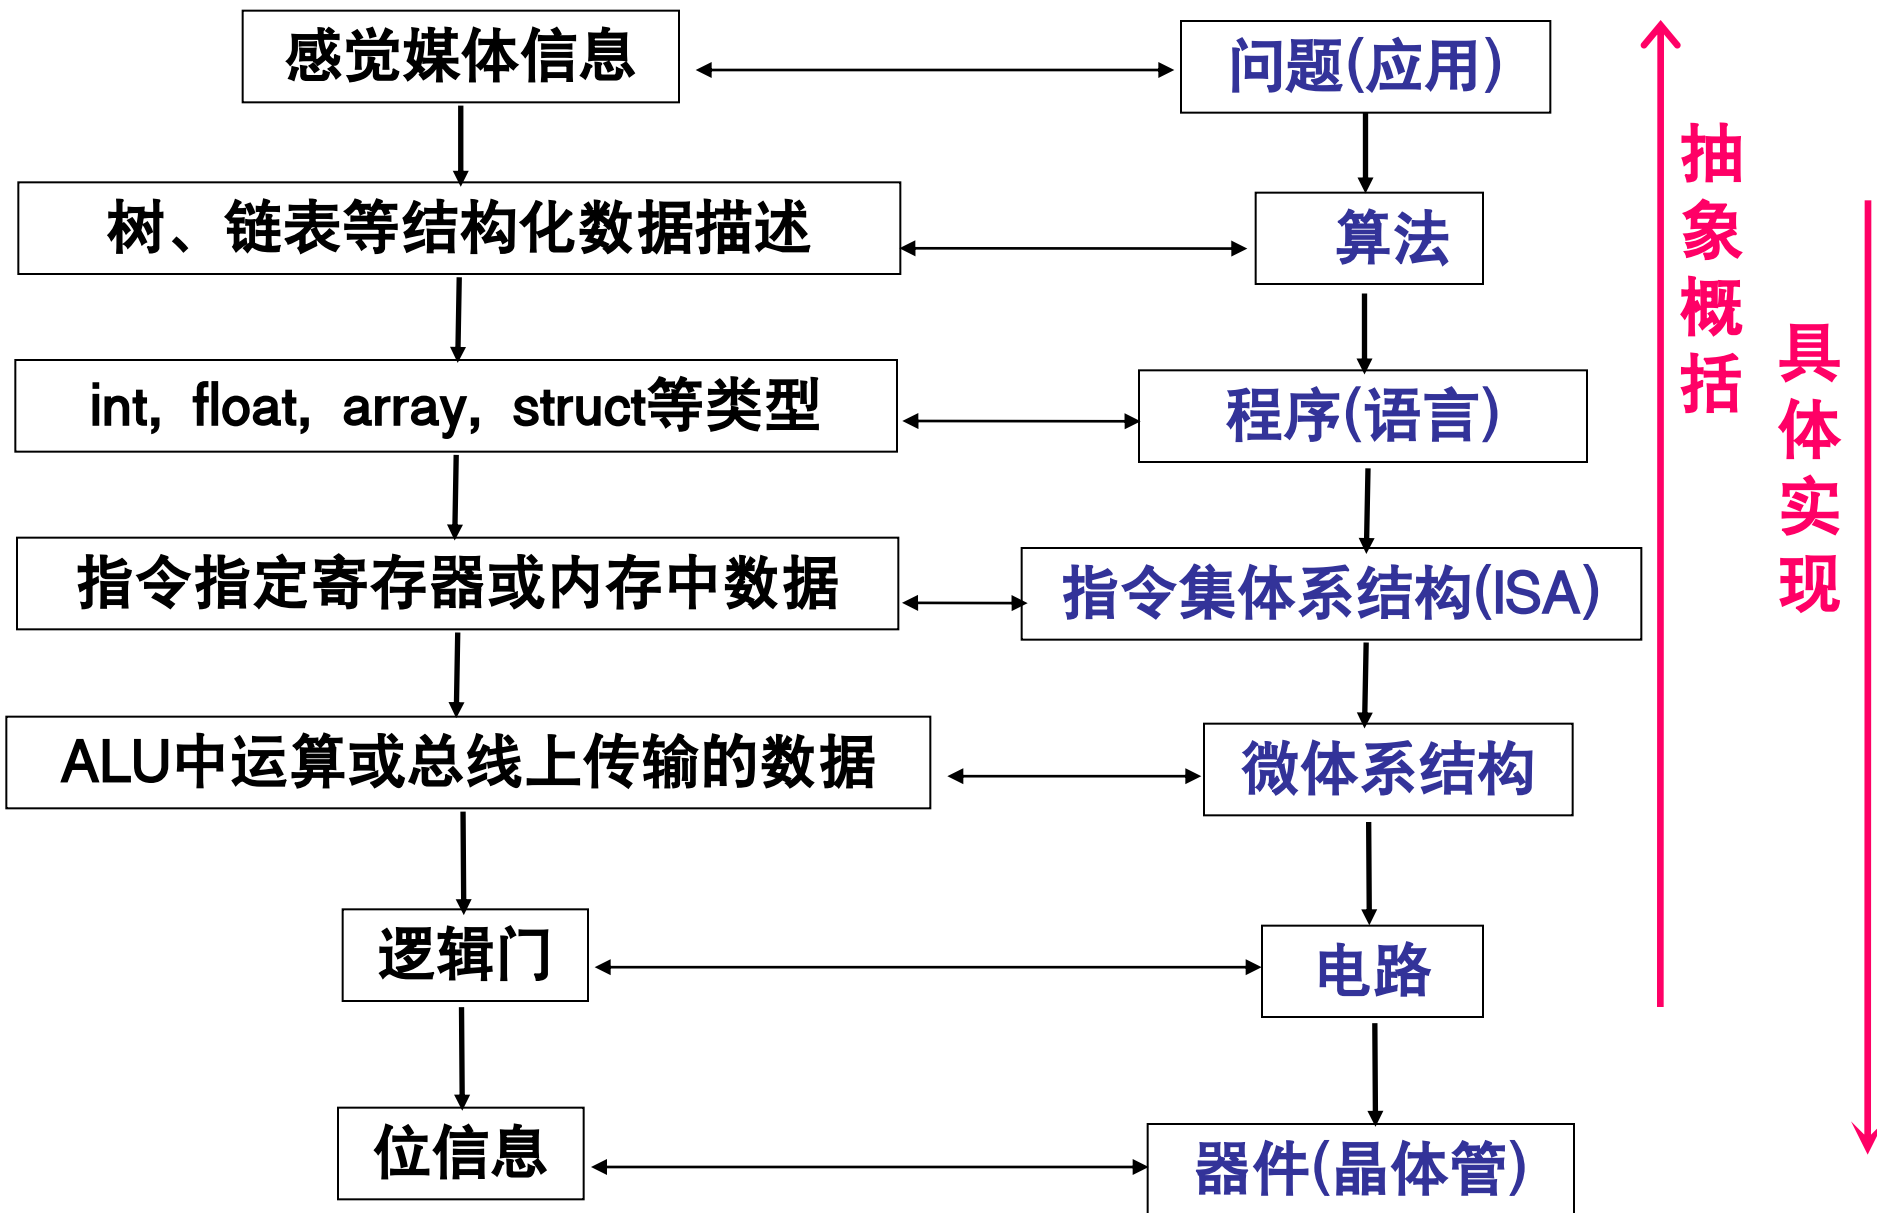 感觉媒体信息
问题(应用)
树、链表等结构化数据描述
算法
int, float, array, struct等类型
程序(语言)
指令指定寄存器或内存中数据
指令集体系结构(ISA)
ALU中运算或总线上传输的数据
微体系结构
逻辑门
电路
位信息
器件(晶体管)
抽象概括
具体实现